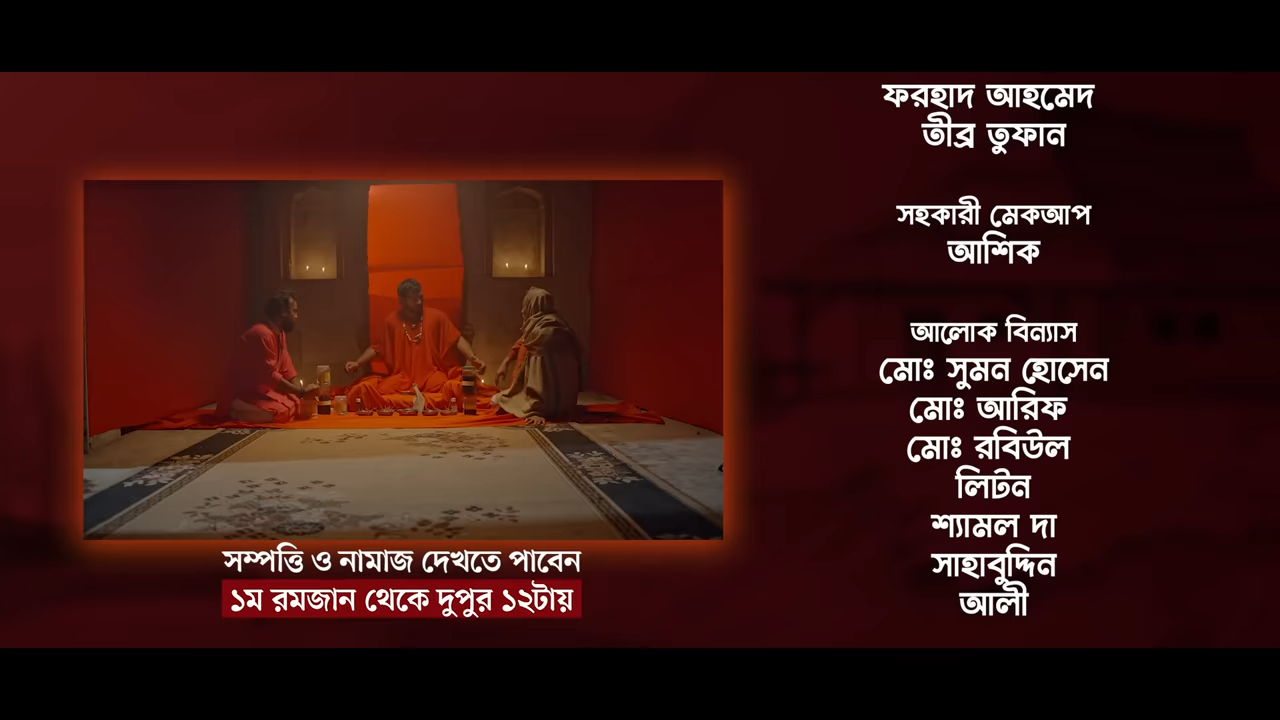 সম্পত্তি ও নামাজ দেখতে পাবেন
১ম রমজান থেকে দুপুর ১২টায়
ফরহাদ আহমেদ
তীব্র তুফান
সহকারী মেকআপ
আশিক
আলোক বিন্যাস
মোঃ সুমন হোসেন
মোঃ আরিফ
মোঃ রবিউল
লিটন
শ্যামল দা
সাহাবুদ্দিন
আলী